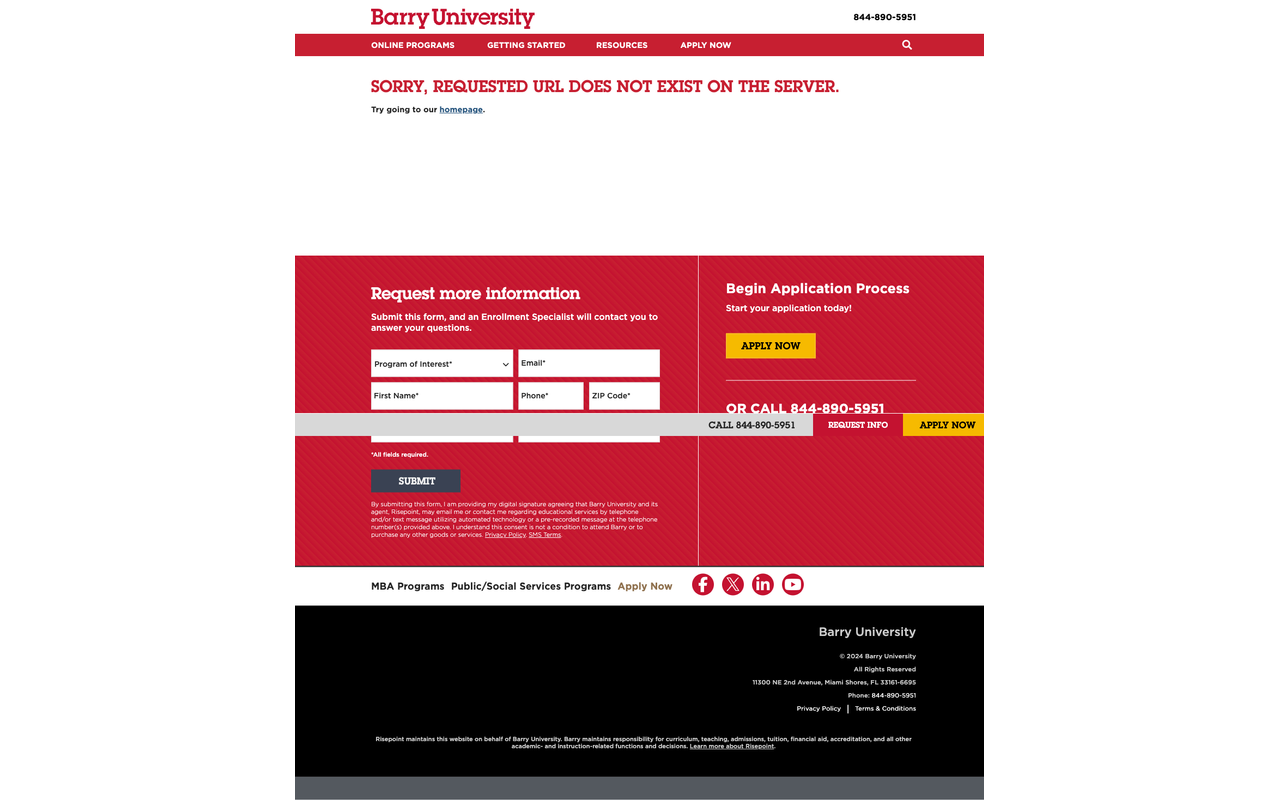 Barry University
844-890-5951
ONLINE PROGRAMS GETTING STARTED RESOURCES APPLY NOW
SORRY, REQUESTED URL DOES NOT EXIST ON THE SERVER.
Try going to our homepage.
Request more information
Submit this form, and an Enrollment Specialist will contact you to
answer your questions.
Program of Interest*
Email*
First Name*
Phone*
ZIP Code*
*All fields required.
SUBMIT
By submitting this form, I am providing my digital signature agreeing that Barry University and its
agent, Risepoint, may email me or contact me regarding educational services by telephone
and/or text message utilizing automated technology or a pre-recorded message at the telephone
number(s) provided above. I understand this consent is not a condition to attend Barry or to
purchase any other goods or services. Privacy Policy. SMS Terms.
Begin Application Process
Start your application today!
APPLY NOW
OR CALL 844-890-5951
CALL 844-890-5951 REQUEST INFO APPLY NOW
MBA Programs Public/Social Services Programs Apply Now
Barry University
© 2024 Barry University
All Rights Reserved
11300 NE 2nd Avenue, Miami Shores, FL 33161-6695
Phone: 844-890-5951
Privacy Policy | Terms & Conditions
Risepoint maintains this website on behalf of Barry University. Barry maintains responsibility for curriculum, teaching, admissions, tuition, financial aid, accreditation, and all other
academic- and instruction-related functions and decisions. Learn more about Risepoint.